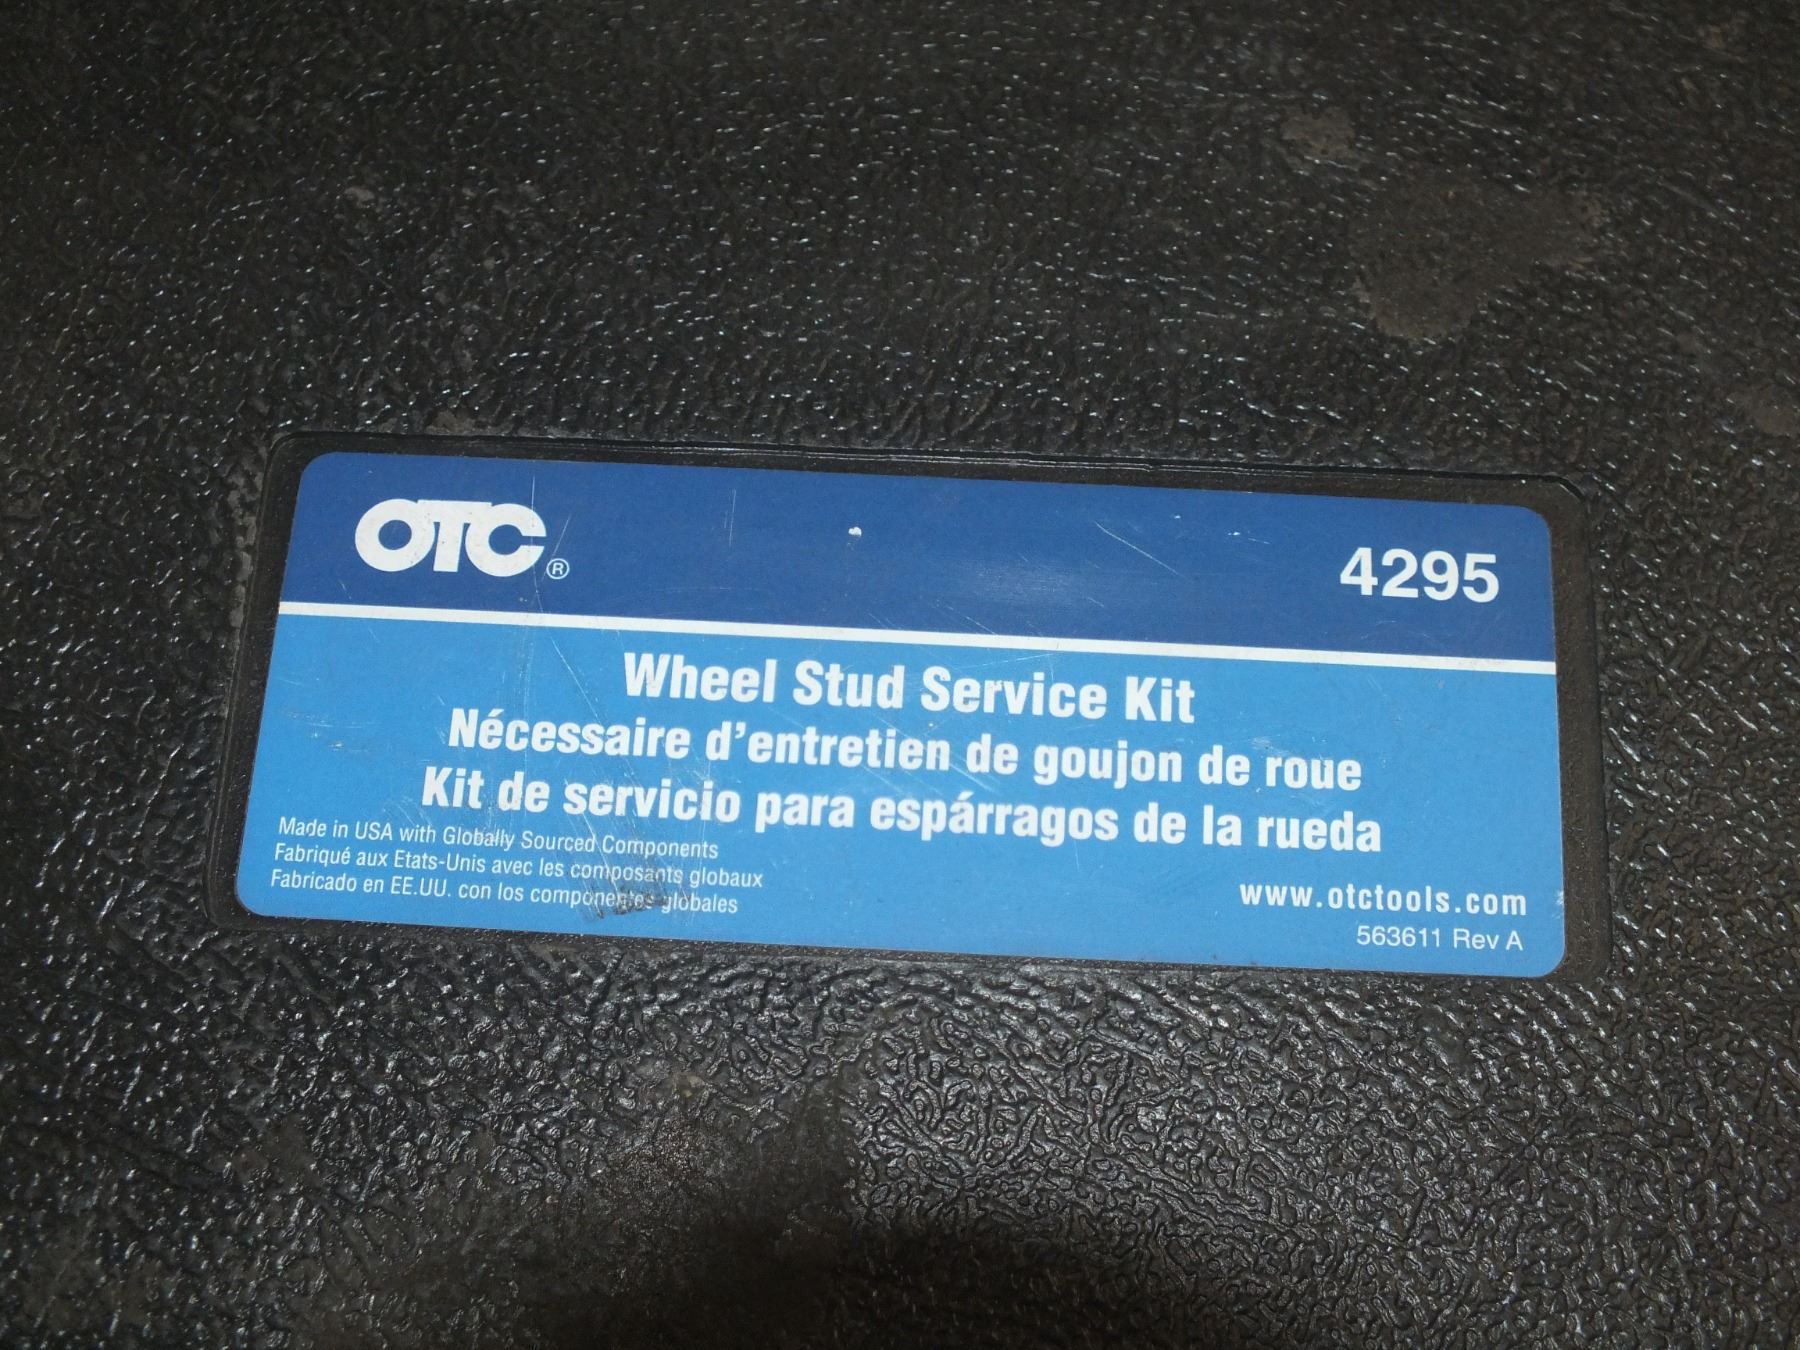 OTC®
4295
Wheel Stud Service Kit
Nécessaire d'entretien de goujon de roue
Kit de servicio para espárragos de la rueda
Made in USA with Globally Sourced Components
Fabriqué aux Etats-Unis avec les composants globaux
Fabricado en EE.UU. con los componentes globales
www.otctools.com
563611 Rev A